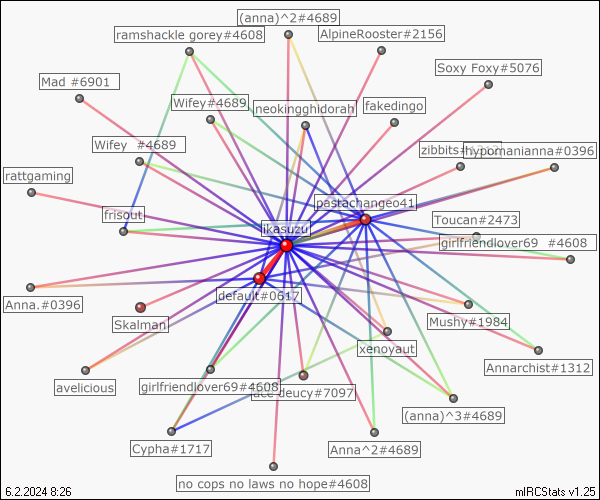 (anna)^2#4689
ramshackle gorey#4608
AlpineRooster#2156
Soxy Foxy#5076
Mad #6901
Wifey#4689
neokingghidorah
fakedingo
Wifey #4689
zibbits#
hypomanianna#0396
rattgaming
pastachangeo41
frisout
ikasuzu
Toucan#2473
girlfriendlover69 #4608
default#0617
Anna.#0396
Skalman
Mushy#1984
xenoyaut
Annarchist#1312
avelicious
girlfriendlover69#4608
deucy#7097
(anna)^3#4689
Cypha#1717
Anna^2#4689
no cops no laws no hope#4608
6.2.2024 8:26
mIRCStats v1.25